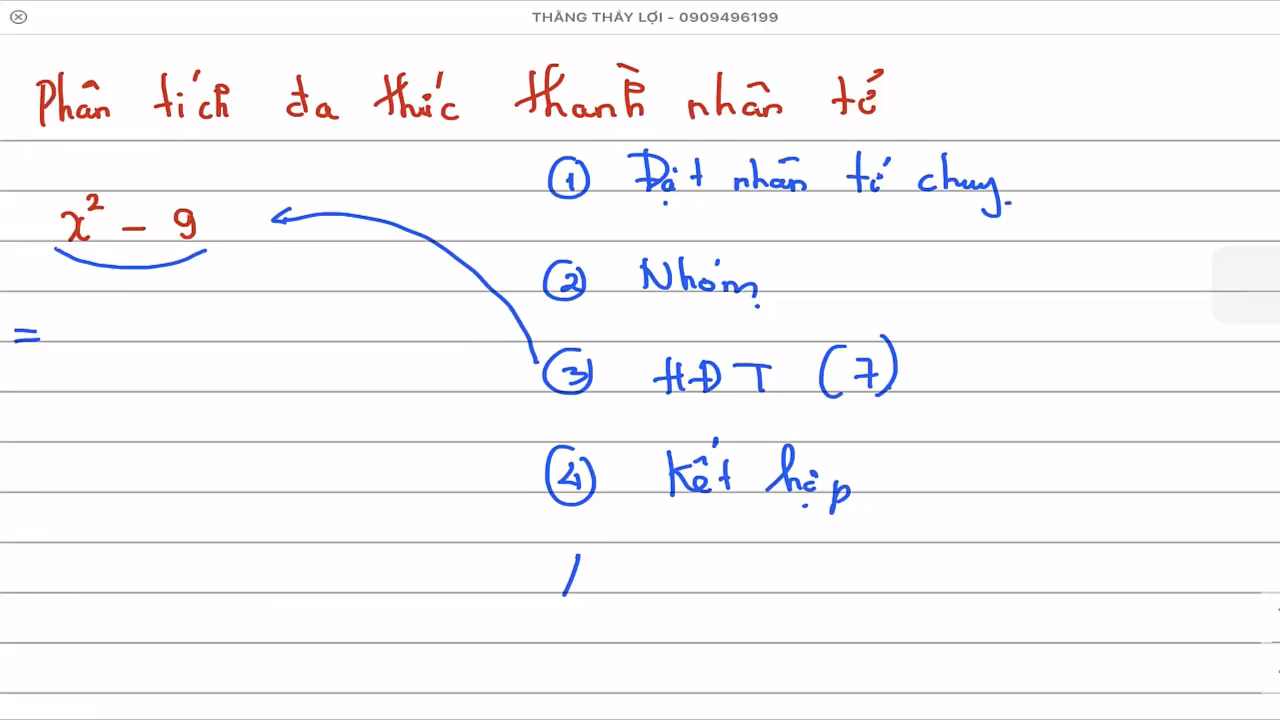 THẦNG THẦY LỢI - 0909496199
Phân tích đa thức thành nhân tử
x² - 9
① Đặt nhân tử chung.
② Nhóm
③ HĐT (7)
④ Kết hợp
=